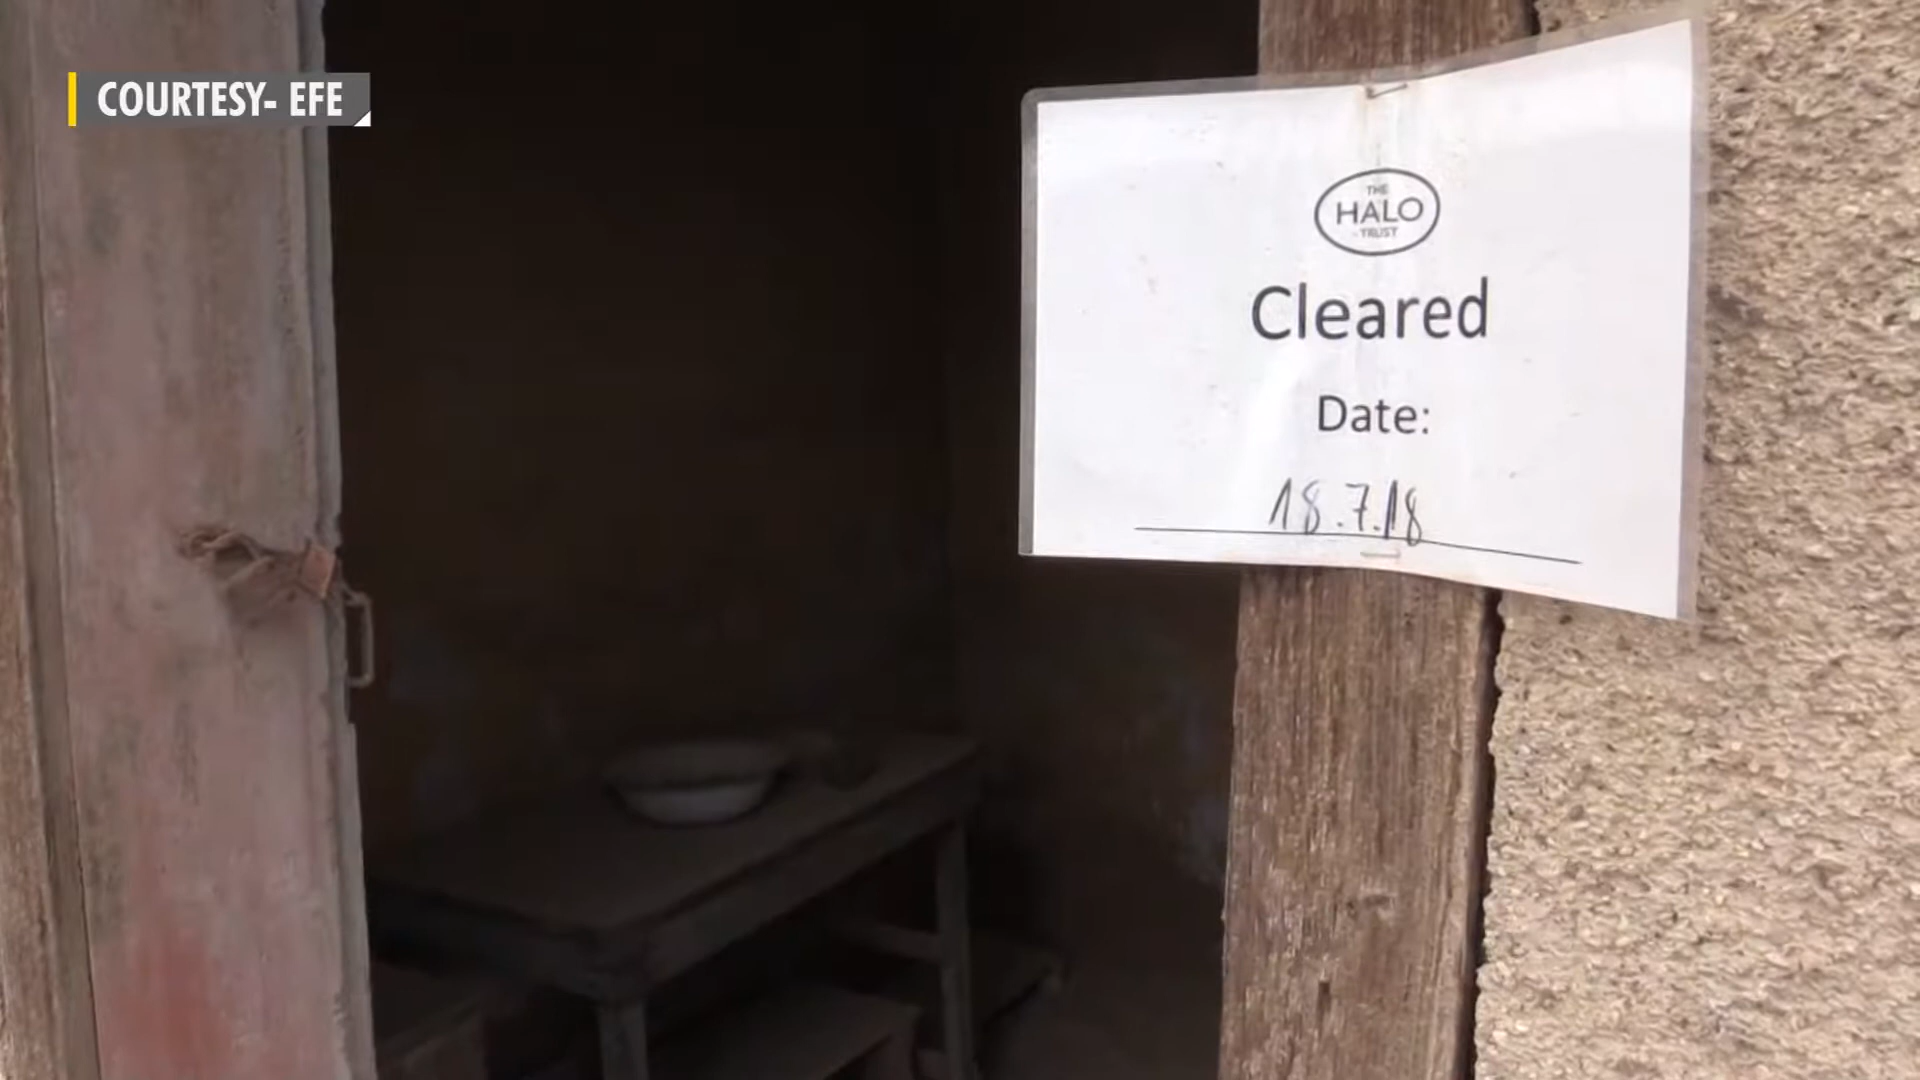 COURTESY- EFE
THE
HALO
TRUST
Cleared
Date:
18.7.18